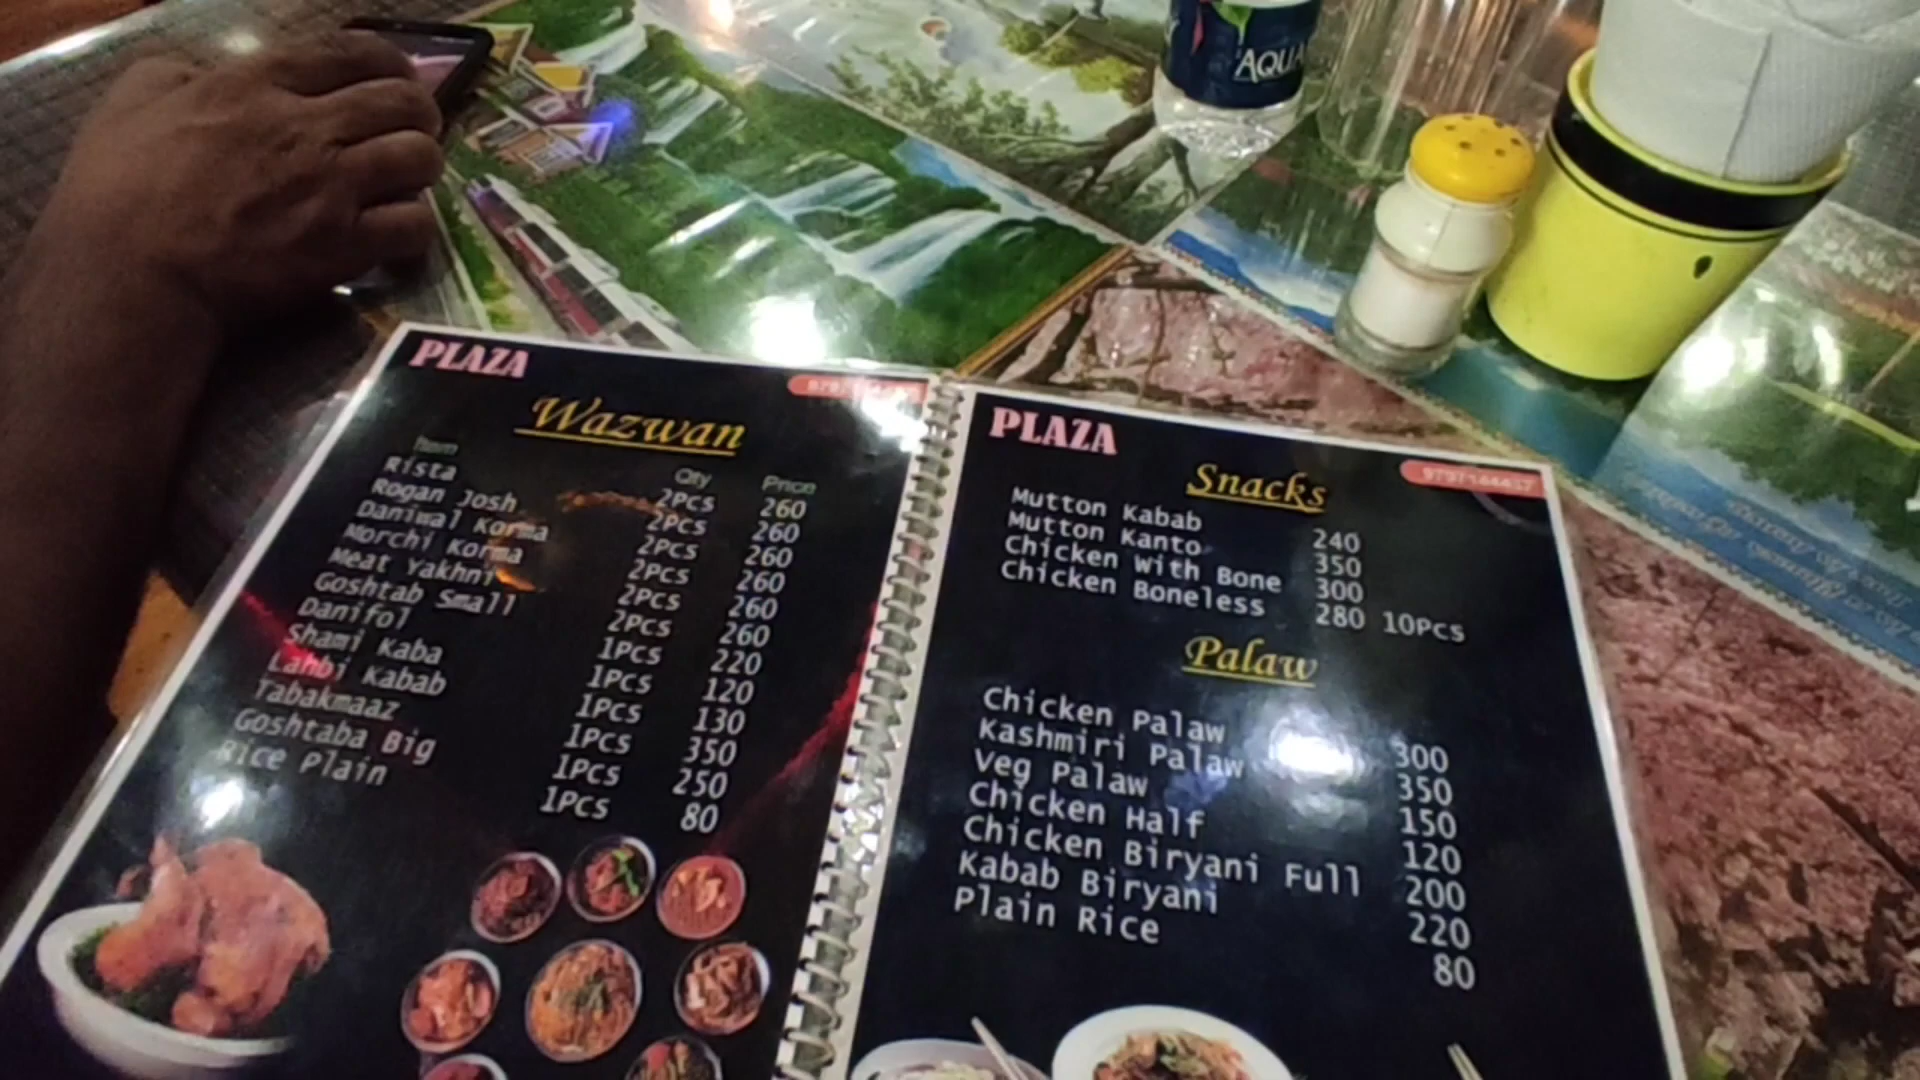 AQUA
PLAZA
Wazwan
Item Qty Price
Rista 2Pcs 260
Rogan Josh 2Pcs 260
Daniwal Korma 2Pcs 260
Morchi Korma 2Pcs 260
Meat Yakhni 2Pcs 260
Goshtab Small 2Pcs 260
Danifol 1Pcs 220
Shami Kaba 1Pcs 120
Lahbi Kabab 1Pcs 130
Tabakmaaz 1Pcs 350
Goshtaba Big 1Pcs 250
Rice Plain 1Pcs 80
PLAZA
Snacks
Mutton Kabab 240
Mutton Kanto 350
Chicken With Bone 300
Chicken Boneless 280 10Pcs
Palaw
Chicken Palaw 300
Kashmiri Palaw 350
Veg Palaw 150
Chicken Half 120
Chicken Biryani Full 200
Kabab Biryani 220
Plain Rice 80